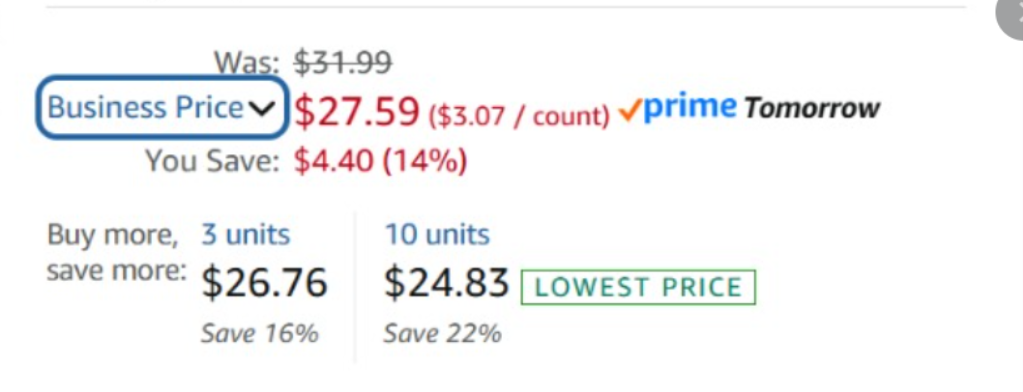 Was: $31.99
Business Price $27.59 ($3.07 / count) prime Tomorrow
You Save: $4.40 (14%)
Buy more, save more:
3 units
$26.76
Save 16%
10 units
$24.83 LOWEST PRICE
Save 22%